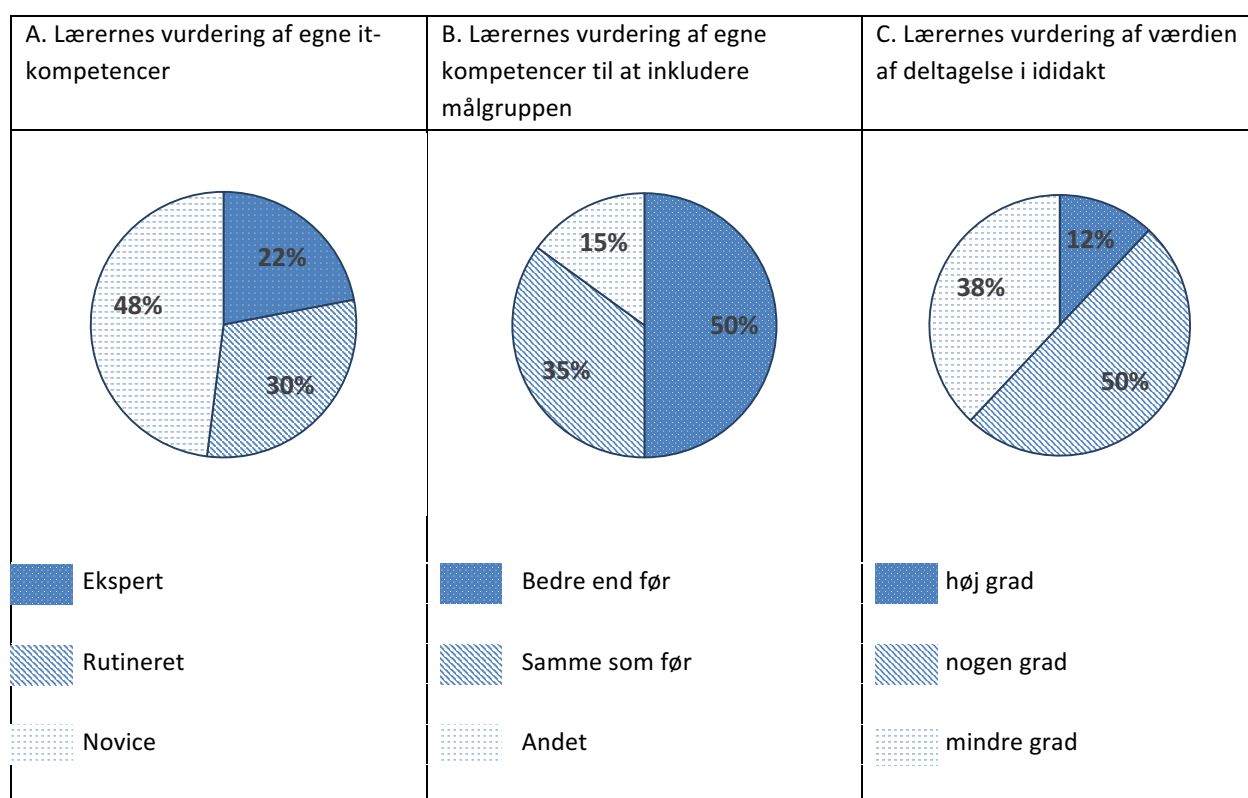 A. Lærernes vurdering af egne it-
kompetencer
B. Lærernes vurdering af egne
kompetencer til at inkludere
målgruppen
C. Lærernes vurdering af værdien
af deltagelse i ididakt
22%
30%
48%
50%
35%
15%
12%
50%
38%
Ekspert
Rutineret
Novice
Bedre end før
Samme som før
Andet
høj grad
nogen grad
mindre grad